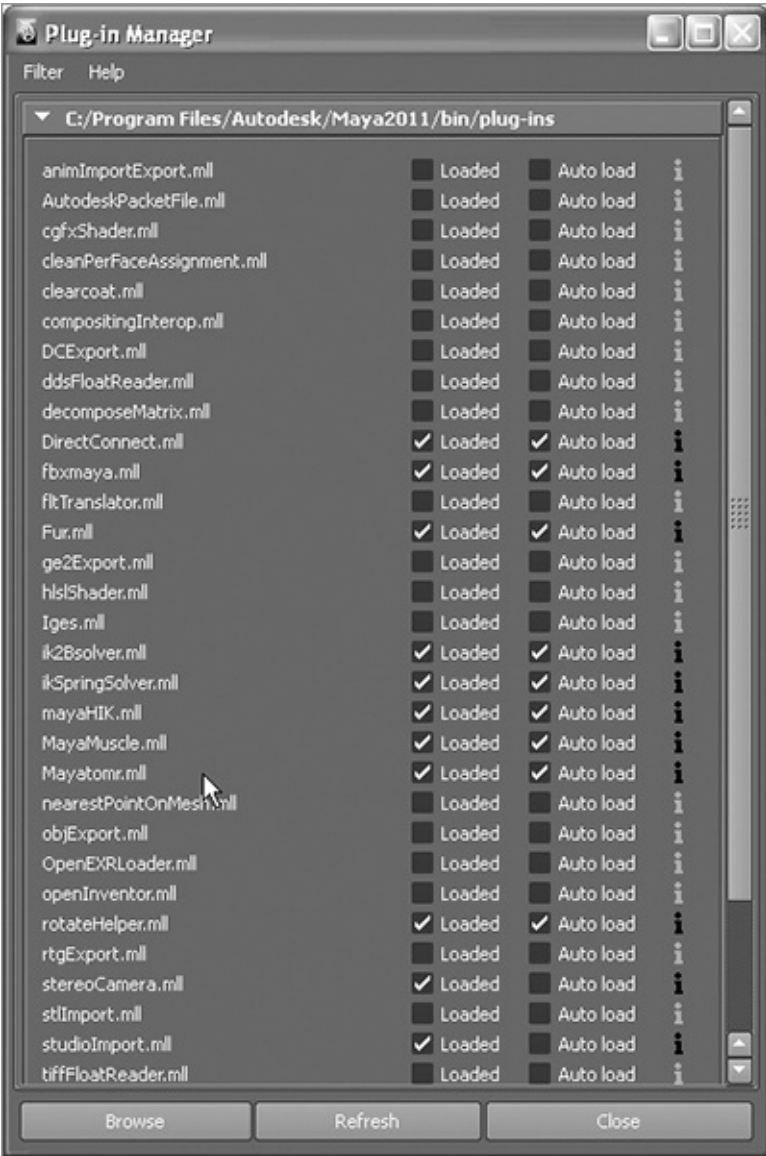 Plug-in Manager
Filter Help
C:/Program Files/Autodesk/Maya2011/bin/plug-ins
animImportExport.mll Loaded Auto load i
AutodeskPacketFile.mll Loaded Auto load i
cgfxShader.mll Loaded Auto load i
cleanPerFaceAssignment.mll Loaded Auto load i
clearcoat.mll Loaded Auto load i
compositingInterop.mll Loaded Auto load i
DCExport.mll Loaded Auto load i
ddsFloatReader.mll Loaded Auto load i
decomposeMatrix.mll Loaded Auto load i
DirectConnect.mll Loaded Auto load i
fbxmaya.mll Loaded Auto load i
fltTranslator.mll Loaded Auto load i
Fur.mll Loaded Auto load i
ge2Export.mll Loaded Auto load i
hlslShader.mll Loaded Auto load i
Iges.mll Loaded Auto load i
ik2Bsolver.mll Loaded Auto load i
ikSpringSolver.mll Loaded Auto load i
mayaHIK.mll Loaded Auto load i
MayaMuscle.mll Loaded Auto load i
Mayatomr.mll Loaded Auto load i
nearestPointOnMesh.mll Loaded Auto load i
objExport.mll Loaded Auto load i
OpenEXRLoader.mll Loaded Auto load i
openInventor.mll Loaded Auto load i
rotateHelper.mll Loaded Auto load i
rtgExport.mll Loaded Auto load i
stereoCamera.mll Loaded Auto load i
stlImport.mll Loaded Auto load i
studioImport.mll Loaded Auto load i
tiffFloatReader.mll Loaded Auto load i
Browse Refresh Close